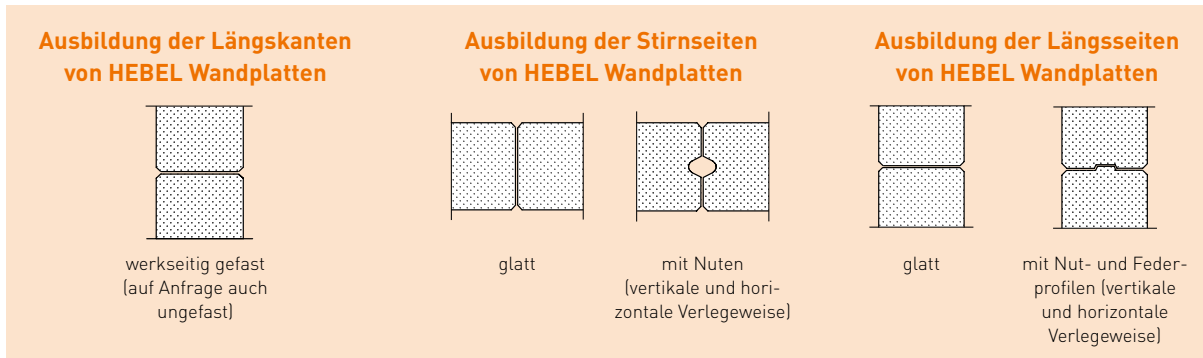 Ausbildung der Längskanten
von HEBEL Wandplatten
werkseitig gefast
(auf Anfrage auch
ungefast)
Ausbildung der Stirnseiten
von HEBEL Wandplatten
glatt
mit Nuten
(vertikale und hori-
zontale Verlegeweise)
Ausbildung der Längsseiten
von HEBEL Wandplatten
glatt
mit Nut- und Feder-
profilen (vertikale
und horizontale
Verlegeweise)